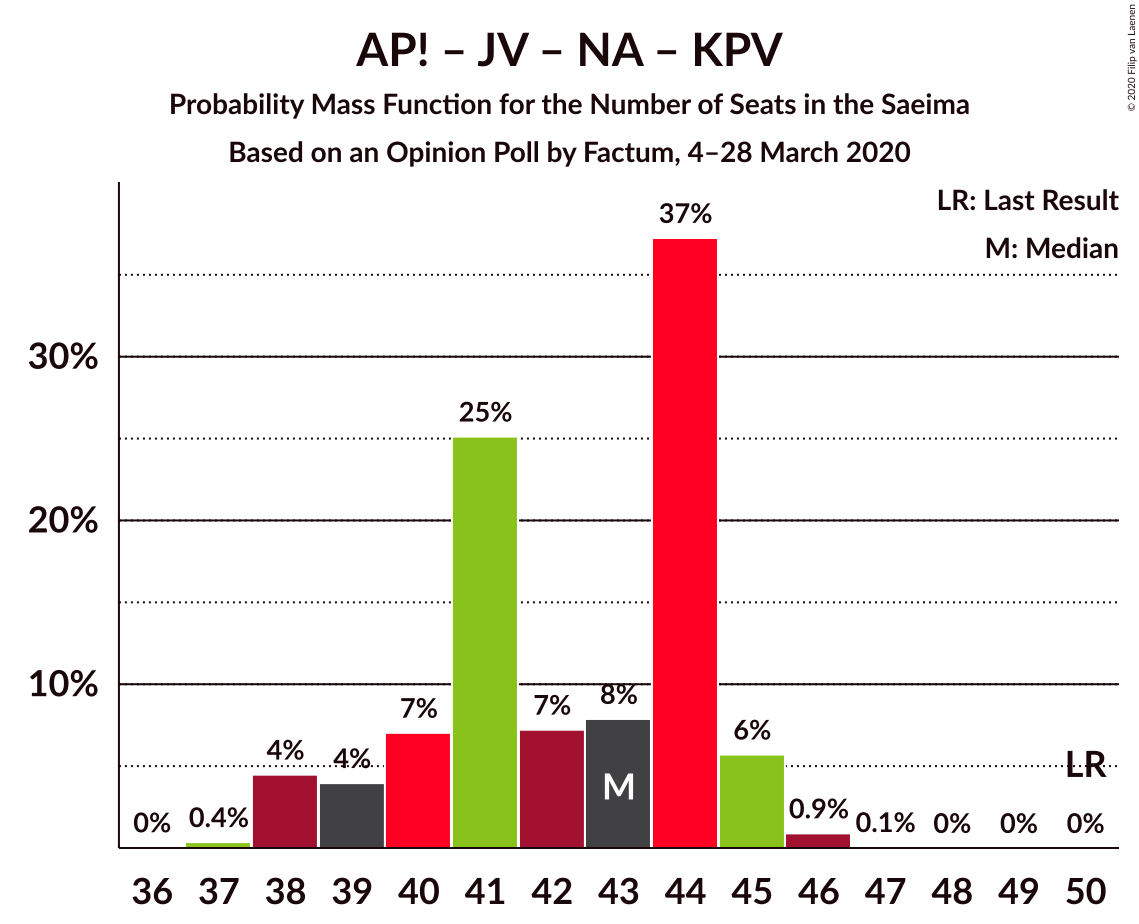 AP! – JV – NA – KPV
Probability Mass Function for the Number of Seats in the Saeima
Based on an Opinion Poll by Factum, 4–28 March 2020
© 2020 Filip van Laenen
LR: Last Result
M: Median
37%
30%
25%
20%
10%
8%
7%
7%
6%
4%
4%
LR
M
0%
0.4%
0.9%
0.1%
0%
0%
0%
36 37 38 39 40 41 42 43 44 45 46 47 48 49 50